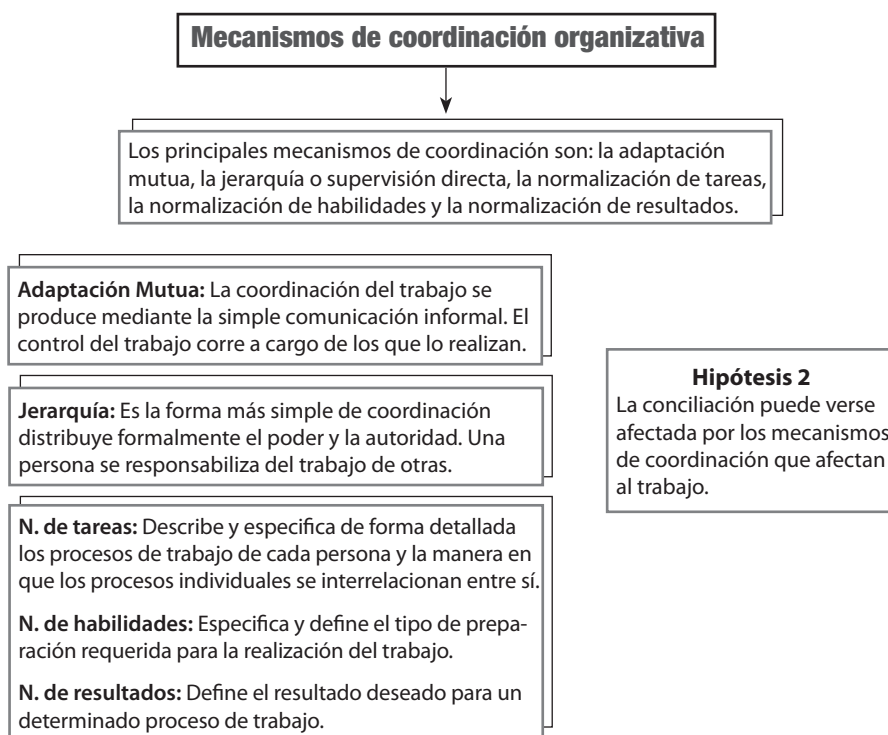 Mecanismos de coordinación organizativa
Los principales mecanismos de coordinación son: la adaptación
mutua, la jerarquía o supervisión directa, la normalización de tareas,
la normalización de habilidades y la normalización de resultados.
Adaptación Mutua: La coordinación del trabajo se
produce mediante la simple comunicación informal. El
control del trabajo corre a cargo de los que lo realizan.
Jerarquía: Es la forma más simple de coordinación
distribuye formalmente el poder y la autoridad. Una
persona se responsabiliza del trabajo de otras.
N. de tareas: Describe y especifica de forma detallada
los procesos de trabajo de cada persona y la manera en
que los procesos individuales se interrelacionan entre sí.
N. de habilidades: Especifica y define el tipo de prepa-
ración requerida para la realización del trabajo.
N. de resultados: Define el resultado deseado para un
determinado proceso de trabajo.
Hipótesis 2
La conciliación puede verse
afectada por los mecanismos
de coordinación que afectan
al trabajo.